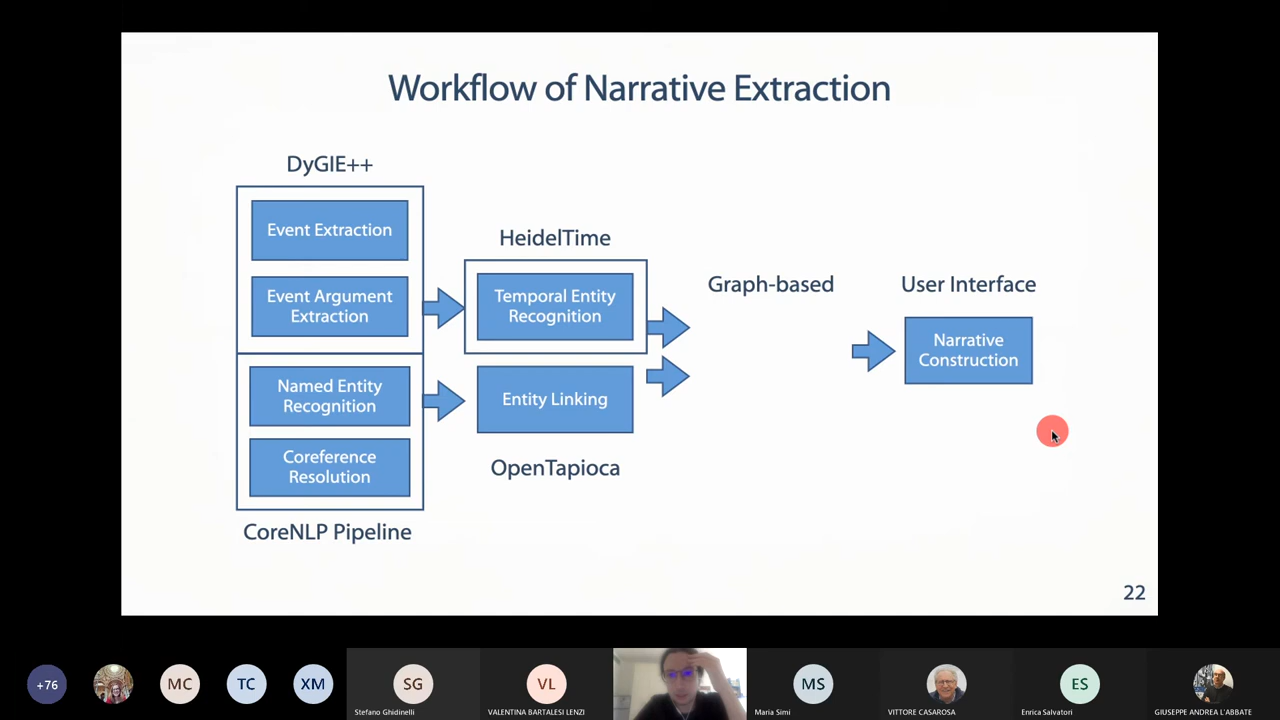 Workflow of Narrative Extraction
DyGIE++
Event Extraction
Event Argument
Extraction
Named Entity
Recognition
Coreference
Resolution
CoreNLP Pipeline
HeidelTime
Temporal Entity
Recognition
Entity Linking
OpenTapioca
Graph-based
User Interface
Narrative
Construction
22
+76
MC
TC
XM
SG
Stefano Ghidinelli
VL
VALENTINA BARTALESI LENZI
MS
Maria Simi
VITTORE CASAROSA
ES
Enrica Salvatori
GIUSEPPE ANDREA L'ABBATE